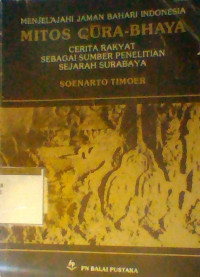 MENJELAJAHI JAMAN BAHARI INDONESIA
MITOS ÇURA-BHAYA
CERITA RAKYAT
SEBAGAI SUMBER PENELITIAN
SEJARAH SURABAYA
SOENARTO TIMOER
PN BALAI PUSTAKA